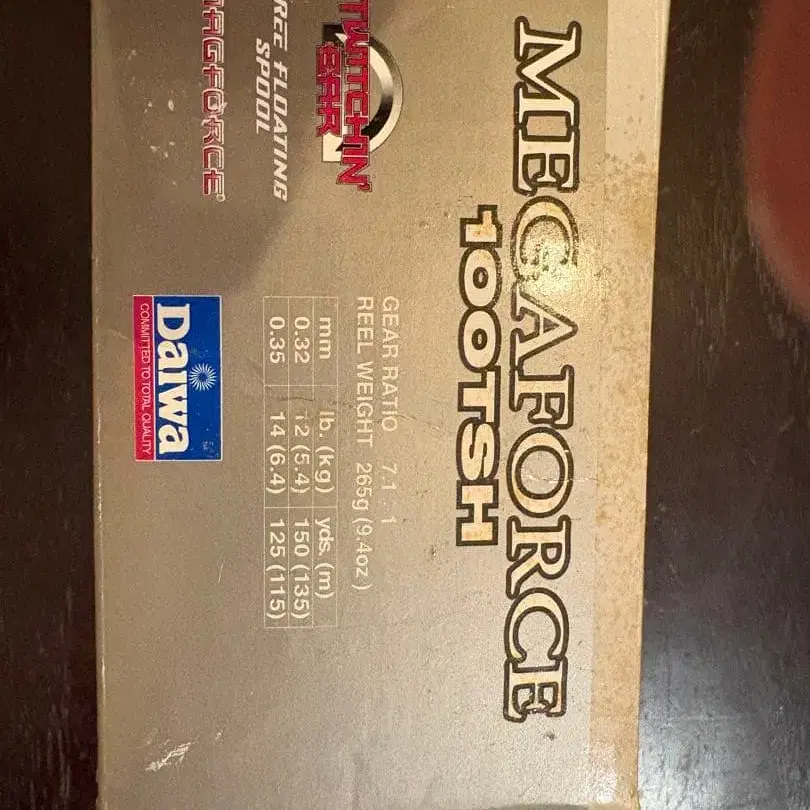 MEGAFORCE
100TSH
TWITCHIN'
BAR
FREE FLOATING
SPOOL
MAGFORCE®
GEAR RATIO 7.1 : 1
REEL WEIGHT 265g (9.4oz)
mm lb. (kg) yds. (m)
0.32 12 (5.4) 150 (135)
0.35 14 (6.4) 125 (115)
Daiwa
COMMITTED TO TOTAL QUALITY